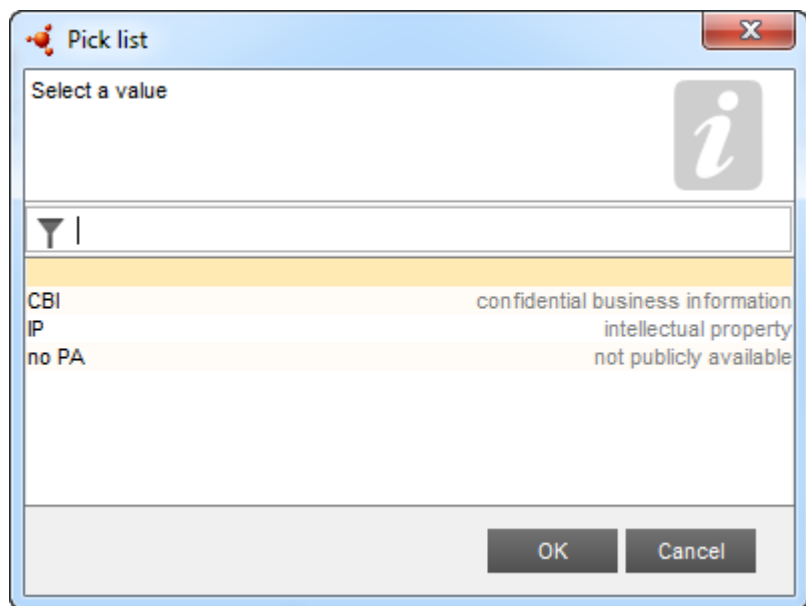 Pick list
Select a value
CBI confidential business information
IP intellectual property
no PA not publicly available
OK Cancel